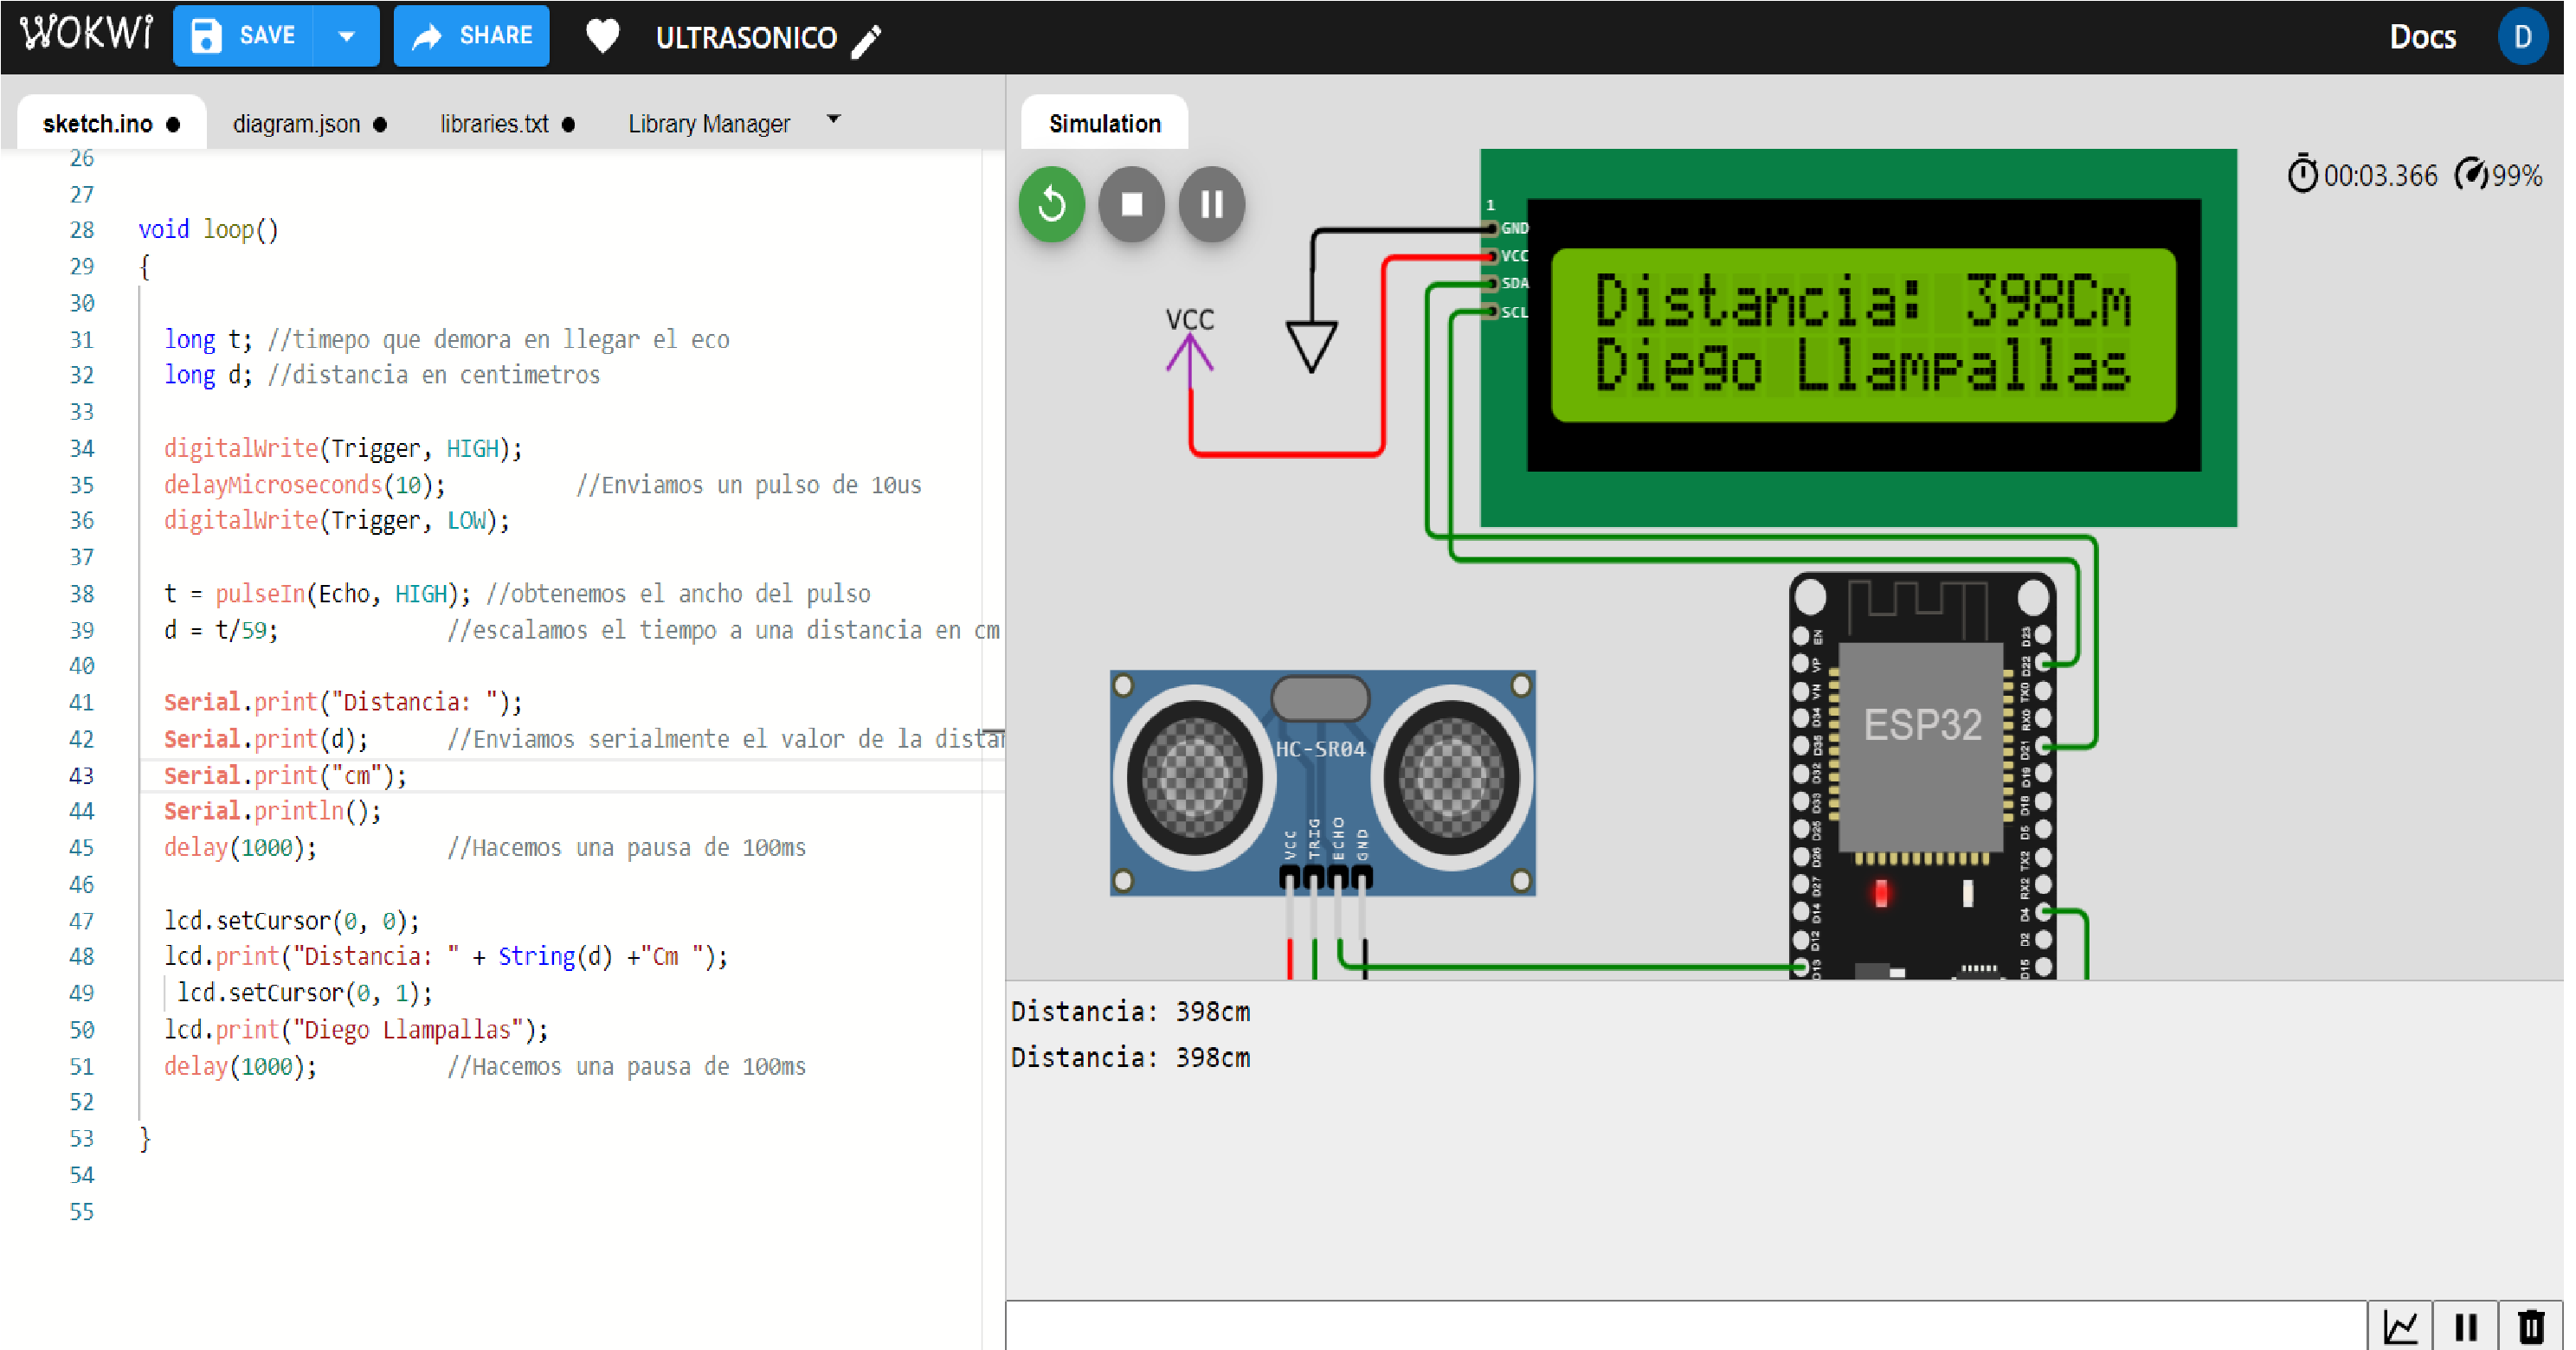 WOKWi SAVE SHARE ULTRASONICO Docs D
sketch.ino diagram.json libraries.txt Library Manager
26
27
28 void loop()
29 {
30
31 long t; //timepo que demora en llegar el eco
32 long d; //distancia en centimetros
33
34 digitalWrite(Trigger, HIGH);
35 delayMicroseconds(10); //Enviamos un pulso de 10us
36 digitalWrite(Trigger, LOW);
37
38 t = pulseIn(Echo, HIGH); //obtenemos el ancho del pulso
39 d = t/59; //escalamos el tiempo a una distancia en cm
40
41 Serial.print("Distancia: ");
42 Serial.print(d); //Enviamos serialmente el valor de la distan
43 Serial.print("cm");
44 Serial.println();
45 delay(1000); //Hacemos una pausa de 100ms
46
47 lcd.setCursor(0, 0);
48 lcd.print("Distancia: " + String(d) +"Cm ");
49 lcd.setCursor(0, 1);
50 lcd.print("Diego Llampallas");
51 delay(1000); //Hacemos una pausa de 100ms
52
53 }
54
55
Simulation
00:03.366 99%
1
GND
VCC
SDA
SCL
VCC
Distancia: 398Cm
Diego Llampallas
HC-SR04
VCC
TRIG
ECHO
GND
ESP32
EN
VP
VN
D34
D35
D32
D33
D25
D26
D27
D14
D12
D13
D23
D22
TX0
RX0
D21
D19
D18
D5
TX2
RX2
D4
D2
D15
Distancia: 398cm
Distancia: 398cm